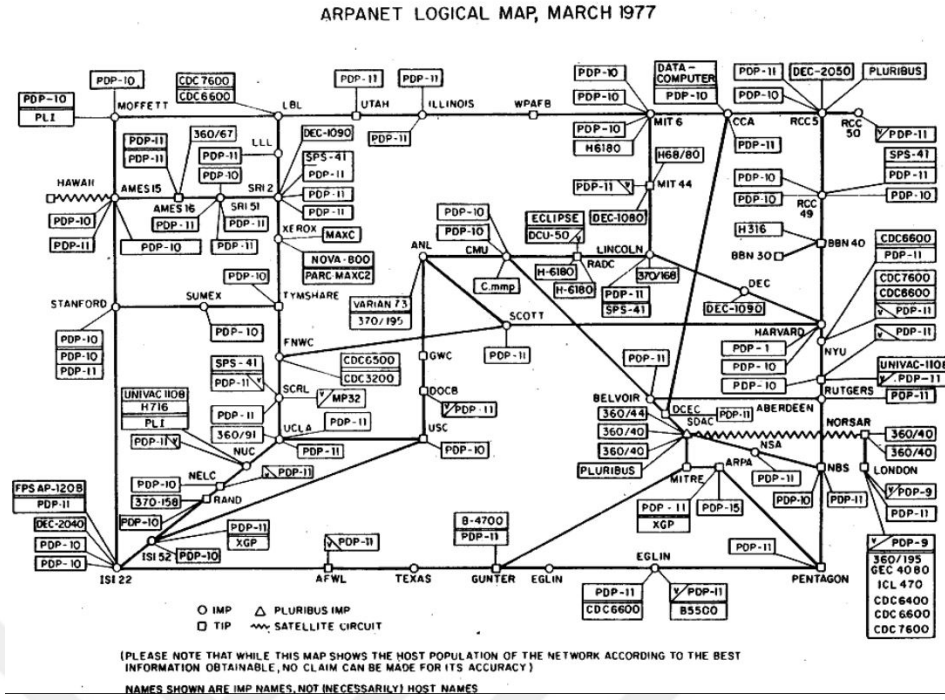 ARPANET LOGICAL MAP, MARCH 1977
PDP-10
PLI
MOFFETT
PDP-10
CDC7600
CDC6600
LBL
PDP-11
UTAH
PDP-11
ILLINOIS
PDP-11
WPAFB
PDP-10
PDP-10
MIT 6
PDP-10
H6180
DATA-
COMPUTER
PDP-10
CCA
PDP-11
PDP-11
PDP-10
DEC-2050
PLURIBUS
RCC 5
RCC
50
PDP-11
LLL
PDP-11
PDP-11
PDP-11
360/67
PDP-11
PDP-10
DEC-1090
SPS-41
PDP-11
PDP-11
PDP-11
SRI 2
HAWAII
AMES 15
AMES 16
SRI 51
PDP-10
PDP-11
PDP-10
PDP-11
PDP-11
PDP-11
H68/80
MIT 44
PDP-11
DEC-1080
SPS-41
PDP-11
PDP-10
PDP-10
PDP-10
RCC
49
XEROX
MAXC
NOVA-800
PARC-MAXC2
ANL
VARIAN 73
370/195
PDP-10
PDP-10
CMU
C.mmp
ECLIPSE
DCU-50
RADC
H-6180
H-6180
LINCOLN
370/168
PDP-11
SPS-41
H316
BBN 40
BBN 30
CDC6600
PDP-11
CDC7600
CDC6600
PDP-11
PDP-11
DEC
DEC-1090
STANFORD
PDP-10
PDP-10
PDP-11
SUMEX
PDP-10
PDP-10
TYMSHARE
SCOTT
PDP-11
HARVARD
PDP-1
PDP-10
PDP-10
NYU
FNWC
CDC6500
CDC3200
GWC
SPS-41
PDP-11
SCRL
PDP-11
MP32
DOCB
PDP-11
PDP-11
BELVOIR
360/44
360/40
360/40
PLURIBUS
DCEC
PDP-11
SDAC
ABERDEEN
RUTGERS
UNIVAC-1108
PDP-11
PDP-11
UNIVAC 1108
H716
PLI
PDP-11
360/91
UCLA
PDP-11
NUC
USC
PDP-10
NORSAR
360/40
360/40
NSA
PDP-11
NBS
PDP-10
PDP-11
LONDON
PDP-9
PDP-11
NELC
PDP-10
PDP-11
370-158
RAND
PDP-10
MITRE
ARPA
PDP-11
XGP
PDP-15
FPS AP-120B
PDP-11
DEC-2040
PDP-10
PDP-10
ISI 22
ISI 52
PDP-11
XGP
PDP-10
PDP-11
AFWL
TEXAS
B-4700
PDP-11
GUNTER
EGLIN
EGLIN
PDP-11
CDC6600
PDP-11
B5500
PDP-11
PENTAGON
PDP-9
360/195
GEC 4080
ICL 470
CDC6400
CDC6600
CDC7600
IMP
PLURIBUS IMP
TIP
SATELLITE CIRCUIT
(PLEASE NOTE THAT WHILE THIS MAP SHOWS THE HOST POPULATION OF THE NETWORK ACCORDING TO THE BEST
INFORMATION OBTAINABLE, NO CLAIM CAN BE MADE FOR ITS ACCURACY)
NAMES SHOWN ARE IMP NAMES, NOT (NECESSARILY) HOST NAMES